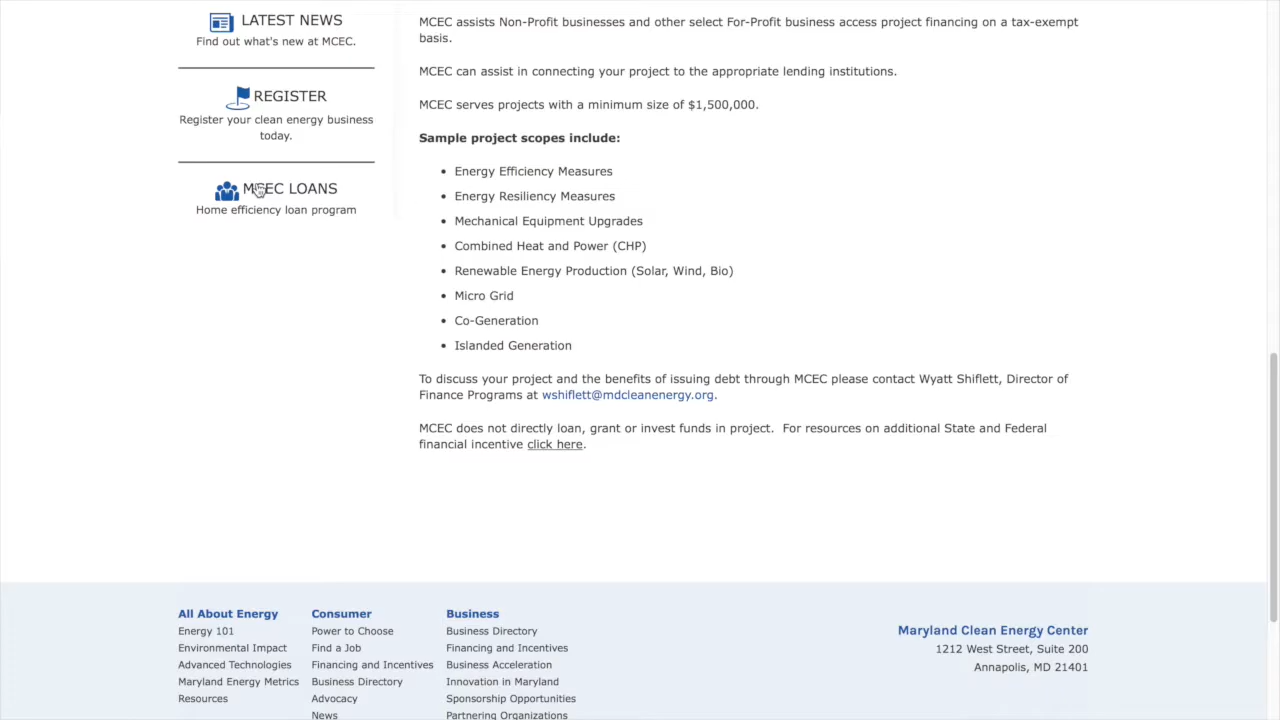 LATEST NEWS
Find out what's new at MCEC.
REGISTER
Register your clean energy business
today.
MCEC LOANS
Home efficiency loan program
MCEC assists Non-Profit businesses and other select For-Profit business access project financing on a tax-exempt
basis.
MCEC can assist in connecting your project to the appropriate lending institutions.
MCEC serves projects with a minimum size of $1,500,000.
Sample project scopes include:
• Energy Efficiency Measures
• Energy Resiliency Measures
• Mechanical Equipment Upgrades
• Combined Heat and Power (CHP)
• Renewable Energy Production (Solar, Wind, Bio)
• Micro Grid
• Co-Generation
• Islanded Generation
To discuss your project and the benefits of issuing debt through MCEC please contact Wyatt Shiflett, Director of
Finance Programs at wshiflett@mdcleanenergy.org.
MCEC does not directly loan, grant or invest funds in project.  For resources on additional State and Federal
financial incentive click here.
All About Energy
Energy 101
Environmental Impact
Advanced Technologies
Maryland Energy Metrics
Resources
Consumer
Power to Choose
Find a Job
Financing and Incentives
Business Directory
Advocacy
News
Business
Business Directory
Financing and Incentives
Business Acceleration
Innovation in Maryland
Sponsorship Opportunities
Partnering Organizations
Maryland Clean Energy Center
1212 West Street, Suite 200
Annapolis, MD 21401